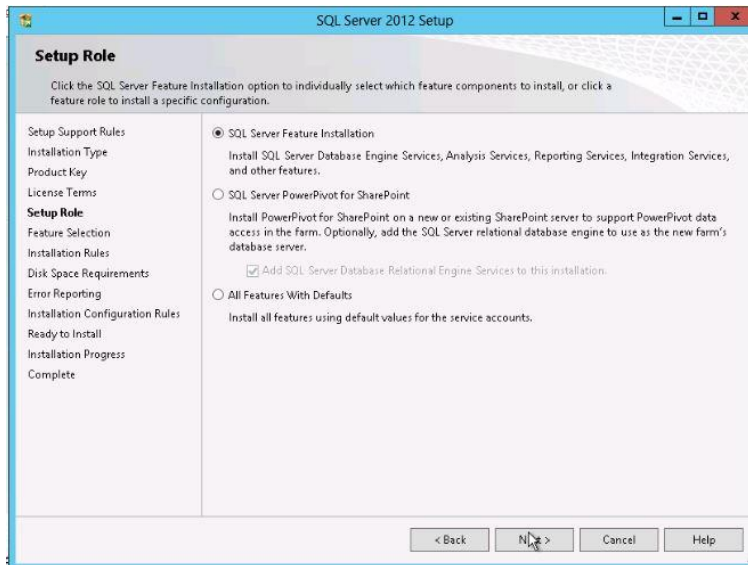 SQL Server 2012 Setup
Setup Role
Click the SQL Server Feature Installation option to individually select which feature components to install, or click a
feature role to install a specific configuration.
Setup Support Rules
Installation Type
Product Key
License Terms
Setup Role
Feature Selection
Installation Rules
Disk Space Requirements
Error Reporting
Installation Configuration Rules
Ready to Install
Installation Progress
Complete
SQL Server Feature Installation
Install SQL Server Database Engine Services, Analysis Services, Reporting Services, Integration Services,
and other features.
SQL Server PowerPivot for SharePoint
Install PowerPivot for SharePoint on a new or existing SharePoint server to support PowerPivot data
access in the farm. Optionally, add the SQL Server relational database engine to use as the new farm's
database server.
Add SQL Server Database Relational Engine Services to this installation.
All Features With Defaults
Install all features using default values for the service accounts.
< Back
Next >
Cancel
Help